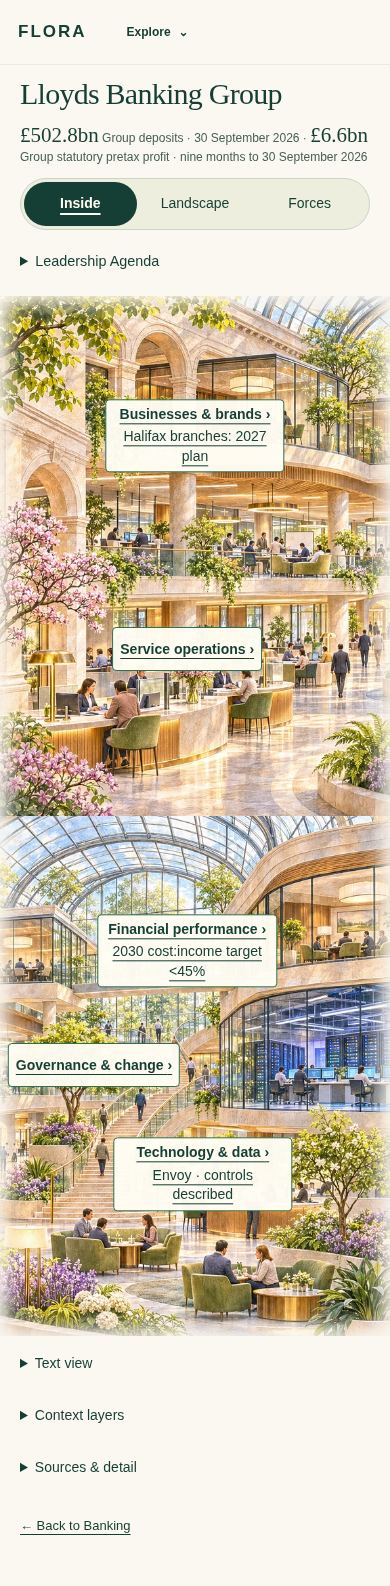 FLORA
Explore ⌄
Lloyds Banking Group
£502.8bn Group deposits · 30 September 2026 · £6.6bn
Group statutory pretax profit · nine months to 30 September 2026
Inside Landscape Forces
▶ Leadership Agenda
Businesses & brands ›
Halifax branches: 2027
plan
Service operations ›
Financial performance ›
2030 cost:income target
<45%
Governance & change ›
Technology & data ›
Envoy · controls
described
▶ Text view
▶ Context layers
▶ Sources & detail
← Back to Banking